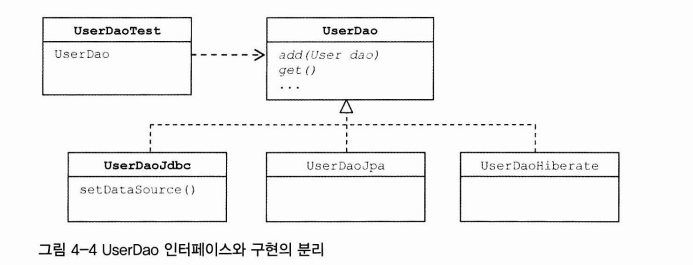 UserDaoTest
UserDao
UserDao
add(User dao)
get()
...
UserDaoJdbc
setDataSource()
UserDaoJpa
UserDaoHiberate
그림 4-4 UserDao 인터페이스와 구현의 분리